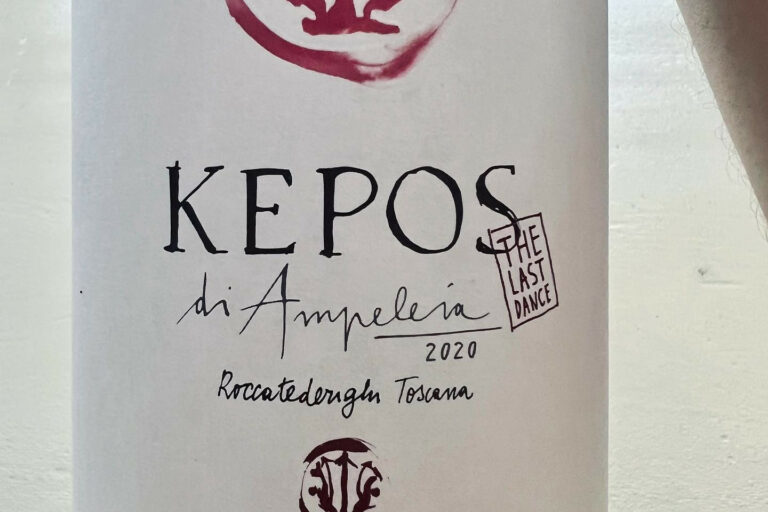 KEPOS
THE
LAST
DANCE
di Ampeleia
2020
Roccatederighi Toscana